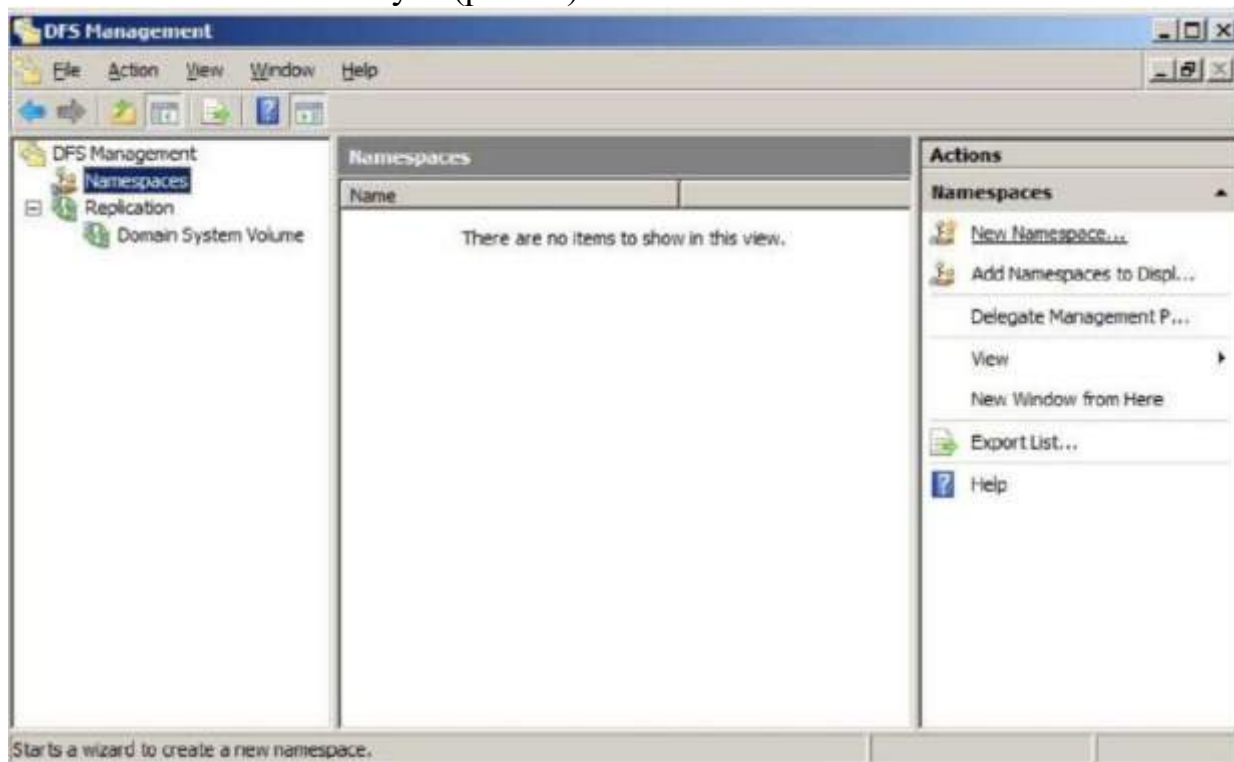 DFS Management
File Action View Window Help
DFS Management
Namespaces
Replication
Domain System Volume
Namespaces
Name
There are no items to show in this view.
Actions
Namespaces
New Namespace...
Add Namespaces to Displ...
Delegate Management P...
View
New Window from Here
Export List...
Help
Starts a wizard to create a new namespace.